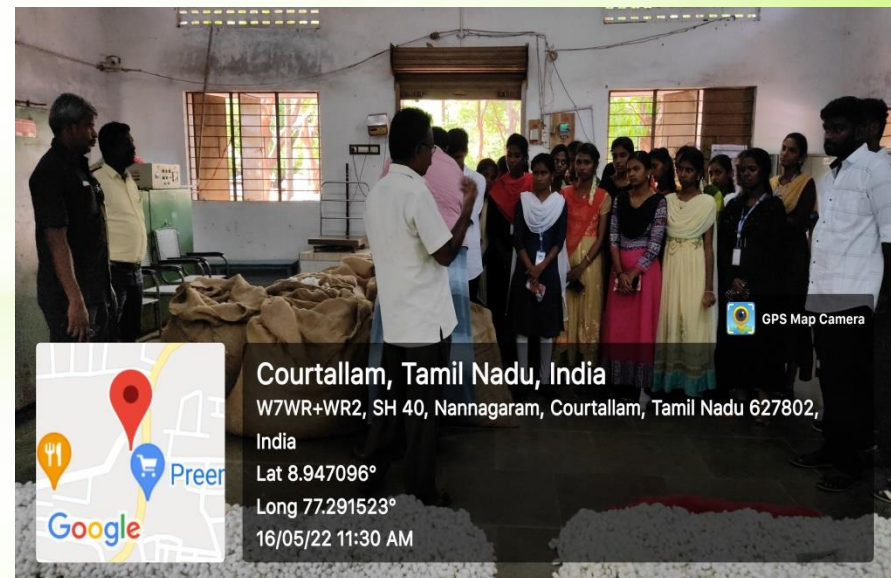 GPS Map Camera
Courtallam, Tamil Nadu, India
W7WR+WR2, SH 40, Nannagaram, Courtallam, Tamil Nadu 627802,
India
Lat 8.947096°
Long 77.291523°
16/05/22 11:30 AM
Preer
Google